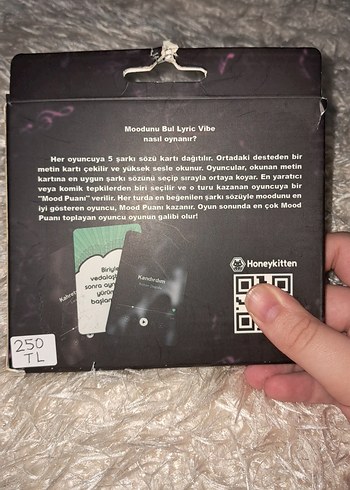 Moodunu Bul Lyric Vibe
nasıl oynanır?
Her oyuncuya 5 şarkı sözü kartı dağıtılır. Ortadaki desteden bir
metin kartı çekilir ve yüksek sesle okunur. Oyuncular, okunan metin
kartına en uygun şarkı sözünü seçip sırayla ortaya koyar. En yaratıcı
veya komik tepkilerden biri seçilir ve o turu kazanan oyuncuya bir
"Mood Puanı" verilir. Her turda en beğenilen şarkı sözüyle moodunu en
iyi gösteren oyuncu, Mood Puanı kazanır. Oyun sonunda en çok Mood
Puanı toplayan oyuncu oyunun galibi olur!
Honeykitten
Kandırdım
250
TL